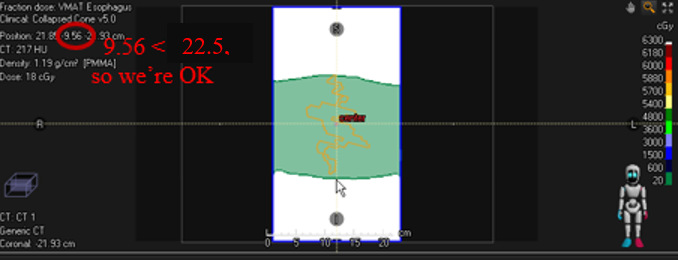 Fraction dose: VMAT Esophagus
Clinical: Collapsed Cone v5.0
Position: 21.85 -9.56 -21.93 cm
CT: 217 HU
Density: 1.19 g/cm³ [PMMA]
Dose: 18 cGy
9.56 < 22.5,
so we're OK
cGy
6300
6180
6000
5700
5400
4800
3600
3000
1500
600
20
R
center
L
I
cm
0 5 10 15 20
CT: CT 1
Generic CT
Coronal -21.93 cm